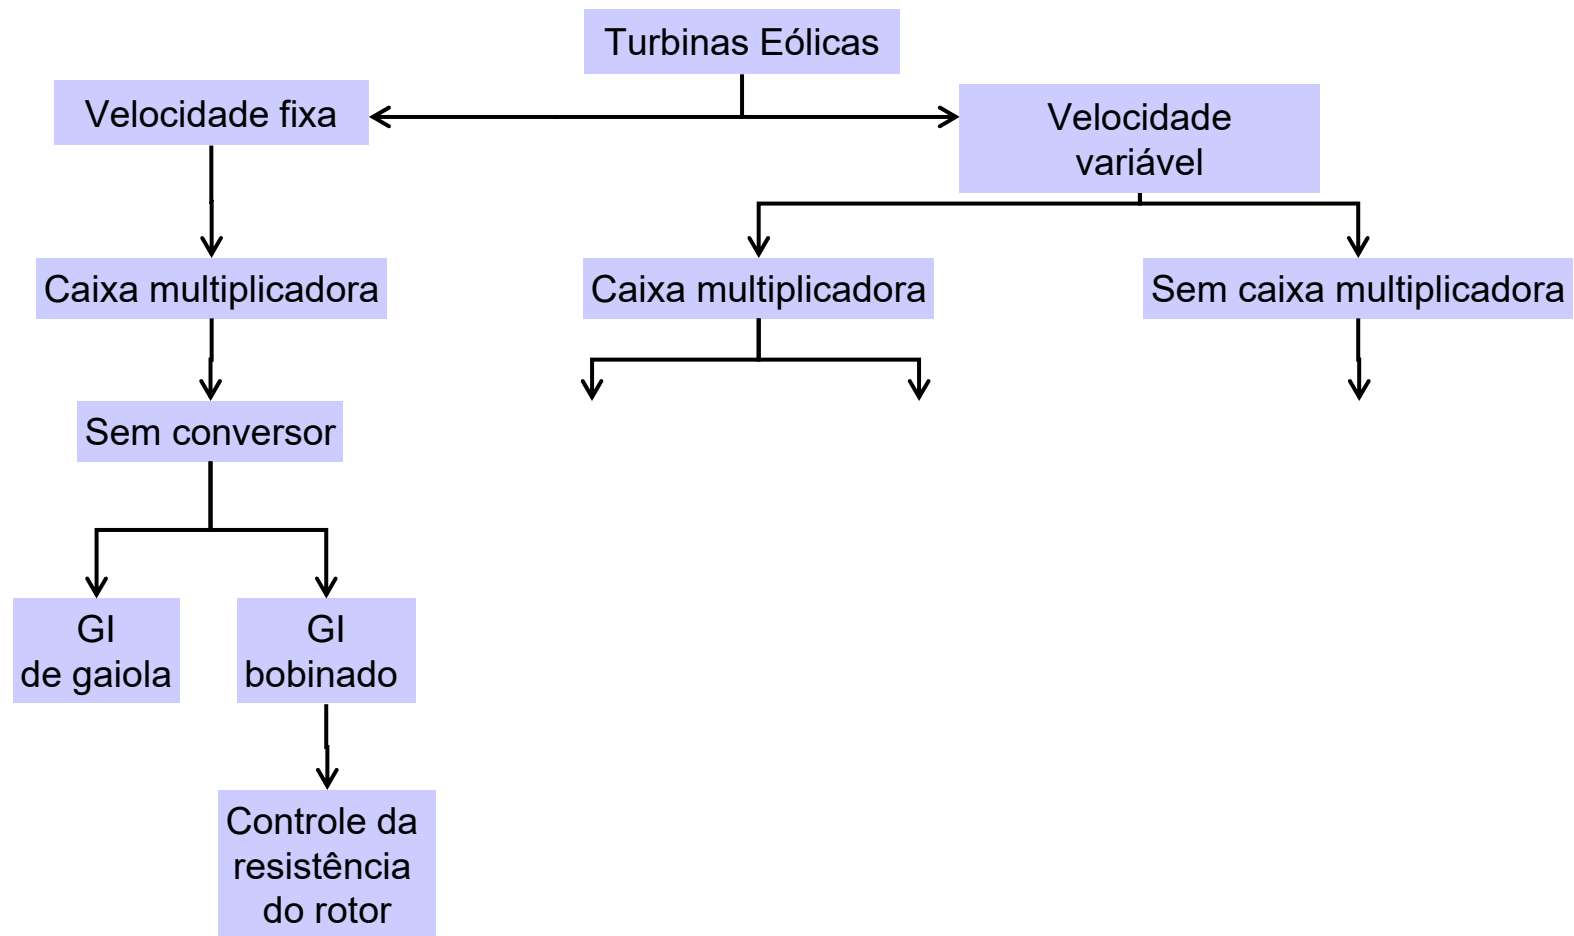 Turbinas Eólicas
Velocidade fixa
Velocidade
variável
Caixa multiplicadora
Caixa multiplicadora
Sem caixa multiplicadora
Sem conversor
GI
de gaiola
GI
bobinado
Controle da
resistência
do rotor